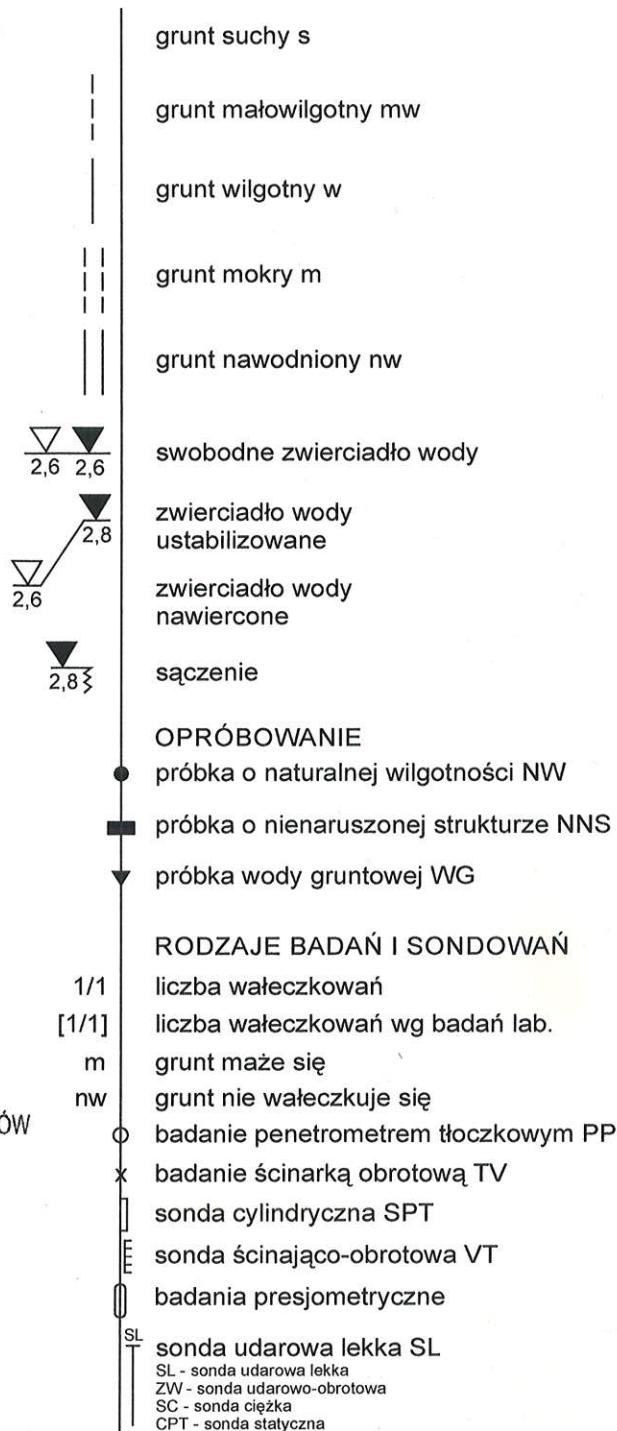 grunt suchy s
grunt małowilgotny mw
grunt wilgotny w
grunt mokry m
grunt nawodniony nw
2,6 2,6 swobodne zwierciadło wody
2,8 zwierciadło wody
ustabilizowane
2,6 zwierciadło wody
nawiercone
2,8 sączenie
OPRÓBOWANIE
próbka o naturalnej wilgotności NW
próbka o nienaruszonej strukturze NNS
próbka wody gruntowej WG
RODZAJE BADAŃ I SONDOWAŃ
1/1 liczba wałeczkowań
[1/1] liczba wałeczkowań wg badań lab.
m grunt maże się
nw grunt nie wałeczkuje się
ÓW
badanie penetrometrem tłoczkowym PP
x badanie ścinarką obrotową TV
sonda cylindryczna SPT
sonda ścinająco-obrotowa VT
badania presjometryczne
SL sonda udarowa lekka SL
SL - sonda udarowa lekka
ZW - sonda udarowo-obrotowa
SC - sonda ciężka
CPT - sonda statyczna